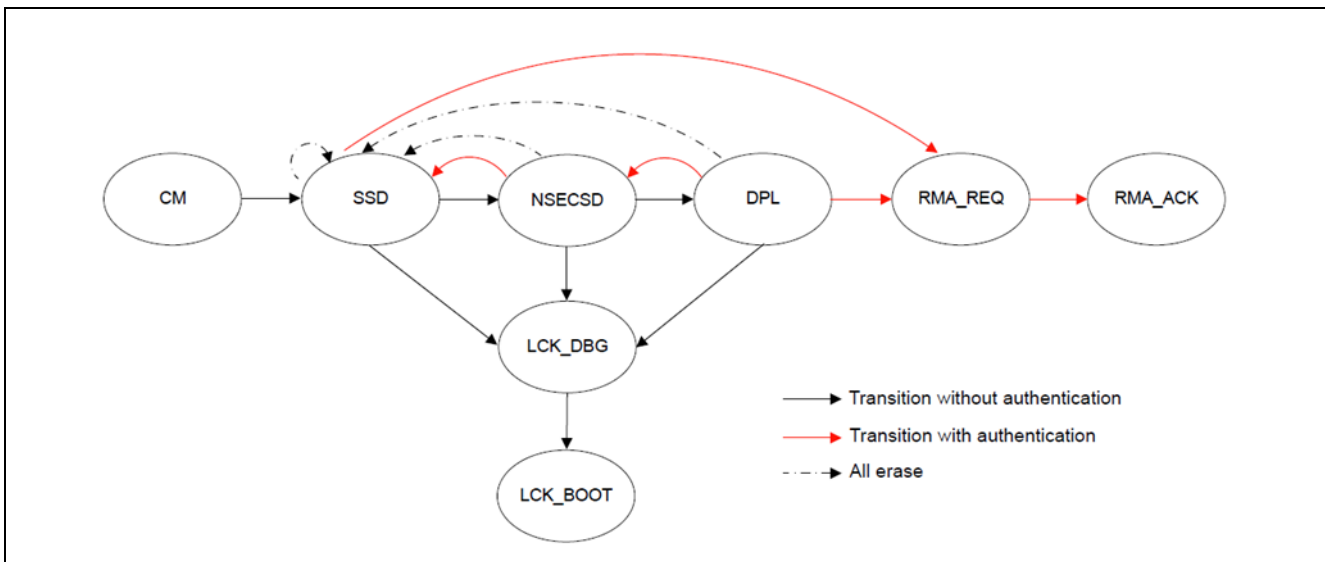 CM
SSD
NSECSD
DPL
RMA_REQ
RMA_ACK
LCK_DBG
LCK_BOOT
Transition without authentication
Transition with authentication
All erase